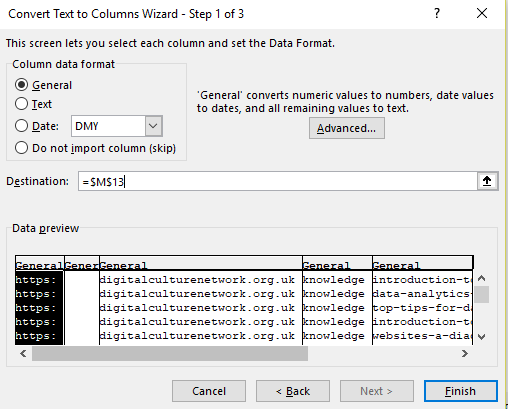 Convert Text to Columns Wizard - Step 1 of 3
This screen lets you select each column and set the Data Format.
Column data format
General
Text
Date: DMY
Do not import column (skip)
'General' converts numeric values to numbers, date values
to dates, and all remaining values to text.
Advanced...
Destination: =$M$13
Data preview
General Gener General General General
https: digitalculturenetwork.org.uk knowledge introduction-to
https: digitalculturenetwork.org.uk knowledge data-analytics-
https: digitalculturenetwork.org.uk knowledge top-tips-for-da
https: digitalculturenetwork.org.uk knowledge introduction-to
https: digitalculturenetwork.org.uk knowledge websites-a-dia
Cancel < Back Next > Finish